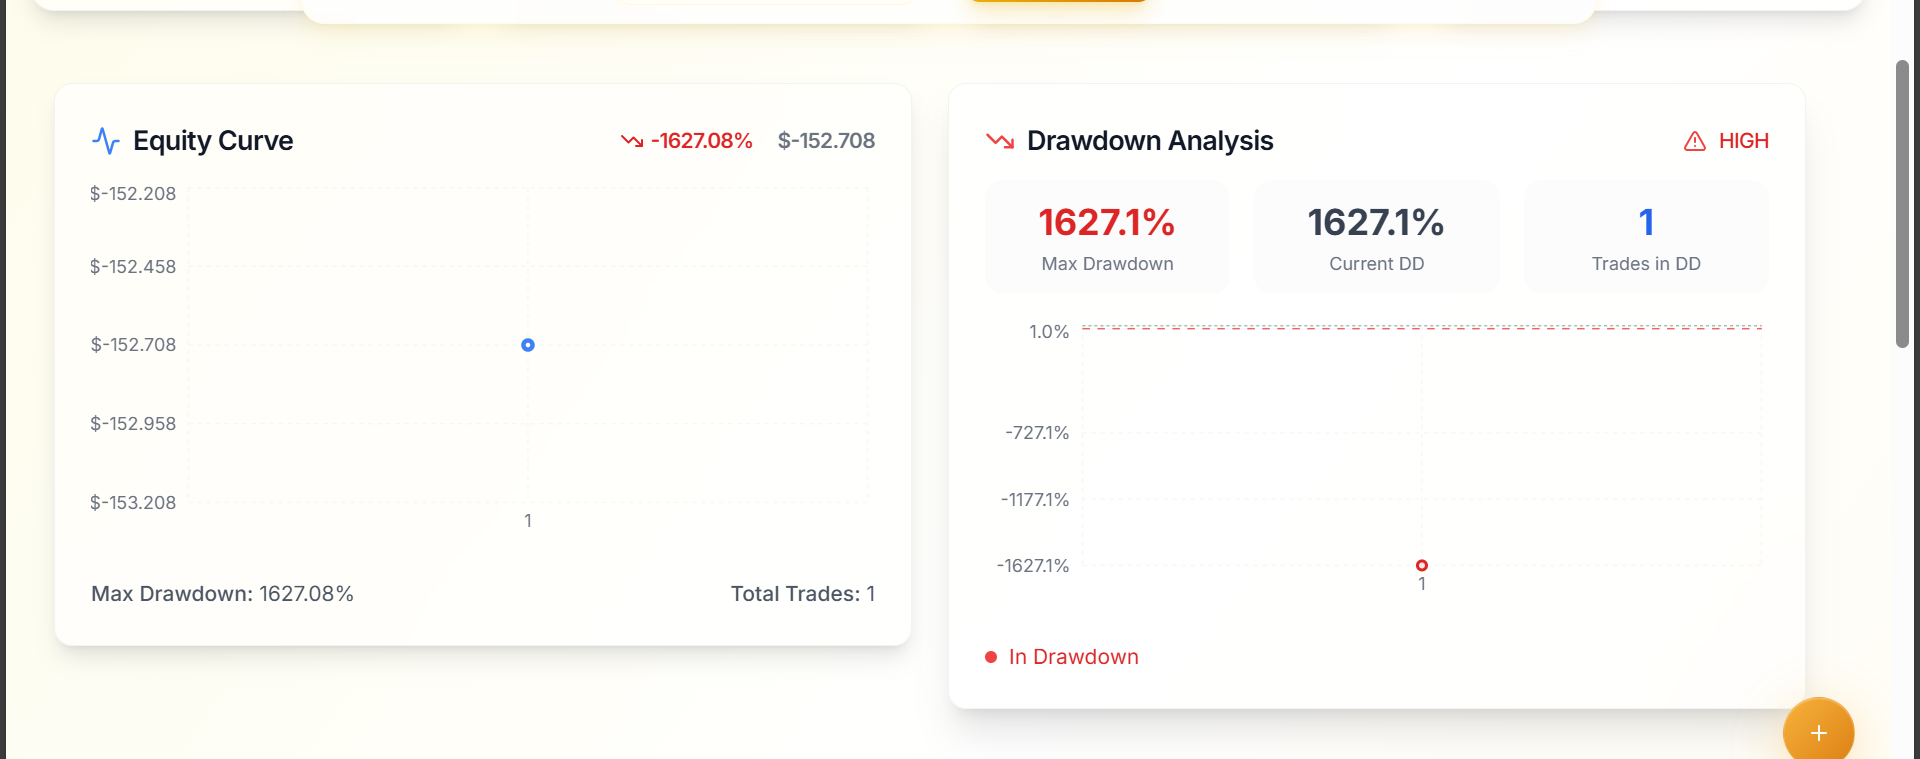 Equity Curve
-1627.08% $-152.708
$-152.208
$-152.458
$-152.708
$-152.958
$-153.208
1
Max Drawdown: 1627.08%
Total Trades: 1
Drawdown Analysis
HIGH
1627.1%
Max Drawdown
1627.1%
Current DD
1
Trades in DD
1.0%
-727.1%
-1177.1%
-1627.1%
1
In Drawdown